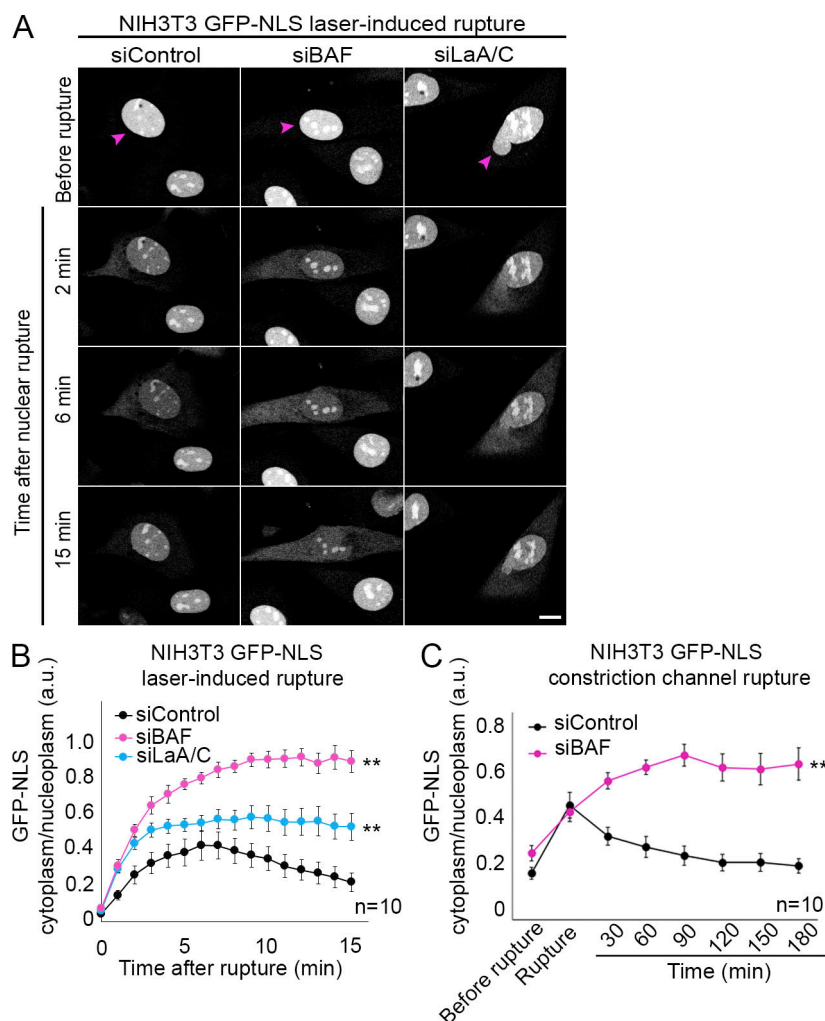 A
NIH3T3 GFP-NLS laser-induced rupture
siControl siBAF siLaA/C
Before rupture
Time after nuclear rupture
2 min
6 min
15 min
B
NIH3T3 GFP-NLS
laser-induced rupture
GFP-NLS
cytoplasm/nucleoplasm (a.u.)
siControl
siBAF
siLaA/C
1.0
0.8
0.6
0.4
0.2
0
**
**
n=10
0 5 10 15
Time after rupture (min)
C
NIH3T3 GFP-NLS
constriction channel rupture
GFP-NLS
cytoplasm/nucleoplasm (a.u.)
siControl
siBAF
0.8
0.6
0.4
0.2
0
**
n=10
Before rupture
Rupture
30 60 90 120 150 180
Time (min)